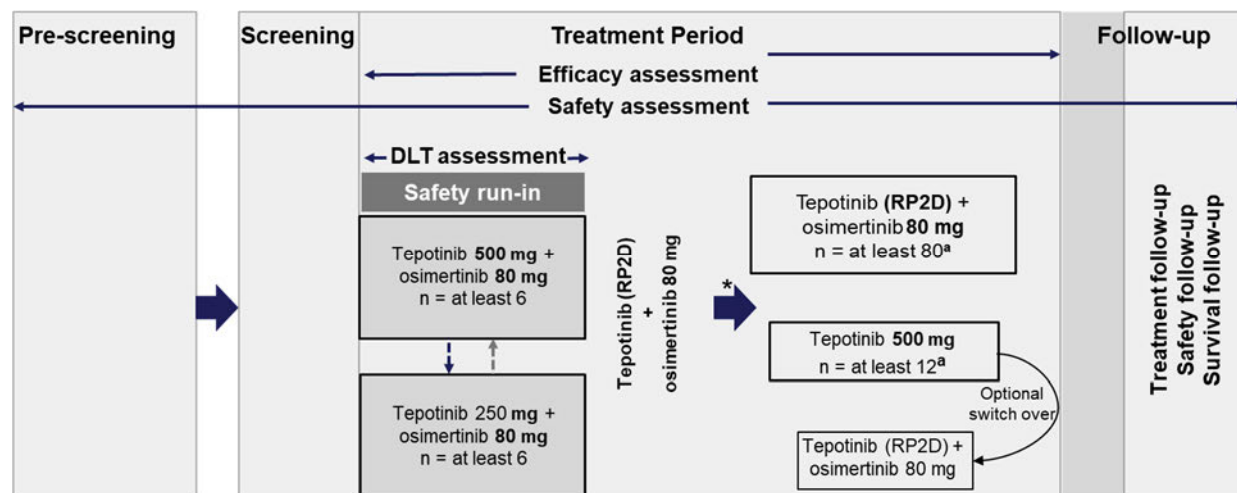 Pre-screening
Screening
Treatment Period
Follow-up
Efficacy assessment
Safety assessment
DLT assessment
Safety run-in
Tepotinib 500 mg +
osimertinib 80 mg
n = at least 6
Tepotinib 250 mg +
osimertinib 80 mg
n = at least 6
Tepotinib (RP2D)
+
osimertinib 80 mg
*
Tepotinib (RP2D) +
osimertinib 80 mg
n = at least 80a
Tepotinib 500 mg
n = at least 12a
Optional
switch over
Tepotinib (RP2D) +
osimertinib 80 mg
Treatment follow-up
Safety follow-up
Survival follow-up